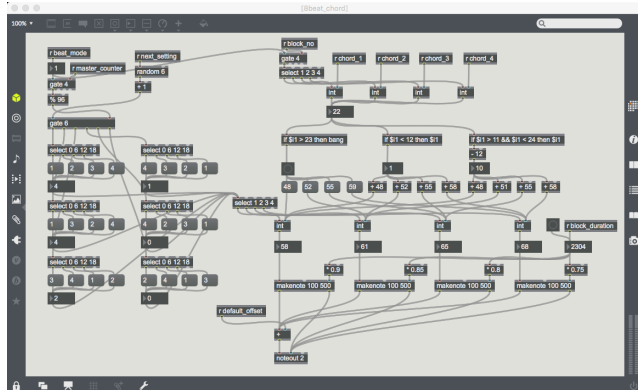 [8beat_chord]
100%
r beat_mode
r next_setting
r block_no
1
r master_counter
random 6
gate 4
r chord_1
r chord_2
r chord_3
r chord_4
gate 4
+ 1
select 1 2 3 4
% 96
int
int
int
int
22
gate 6
if $i1 > 23 then bang
if $i1 < 12 then $i1
if $i1 > 11 && $i1 < 24 then $i1
select 0 6 12 18
select 0 6 12 18
- 12
1 2 3 4
1 4 2 3
1
10
4
1
48 52 55 59
+ 48 + 52 + 55 + 58
+ 48 + 51 + 55 + 58
select 0 6 12 18
select 0 6 12 18
select 1 2 3 4
1 3 2 4
4 3 2 1
int
int
int
int
r block_duration
4
0
58
61
65
68
2304
select 0 6 12 18
select 0 6 12 18
* 0.9
* 0.85
* 0.8
* 0.75
3 4 1 2
4 2 1 3
makenote 100 500
makenote 100 500
makenote 100 500
makenote 100 500
2
0
r default_offset
+
noteout 2